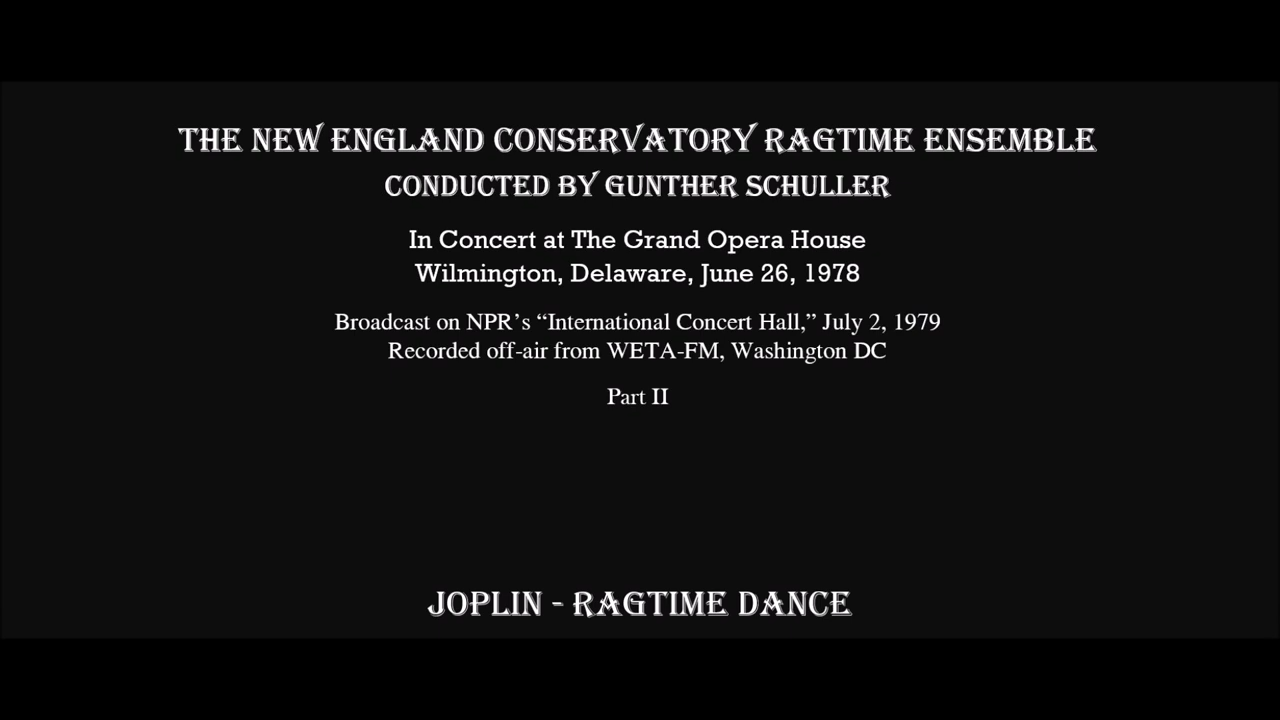 THE NEW ENGLAND CONSERVATORY RAGTIME ENSEMBLE
CONDUCTED BY GUNTHER SCHULLER
In Concert at The Grand Opera House
Wilmington, Delaware, June 26, 1978
Broadcast on NPR’s “International Concert Hall,” July 2, 1979
Recorded off-air from WETA-FM, Washington DC
Part II
JOPLIN - RAGTIME DANCE